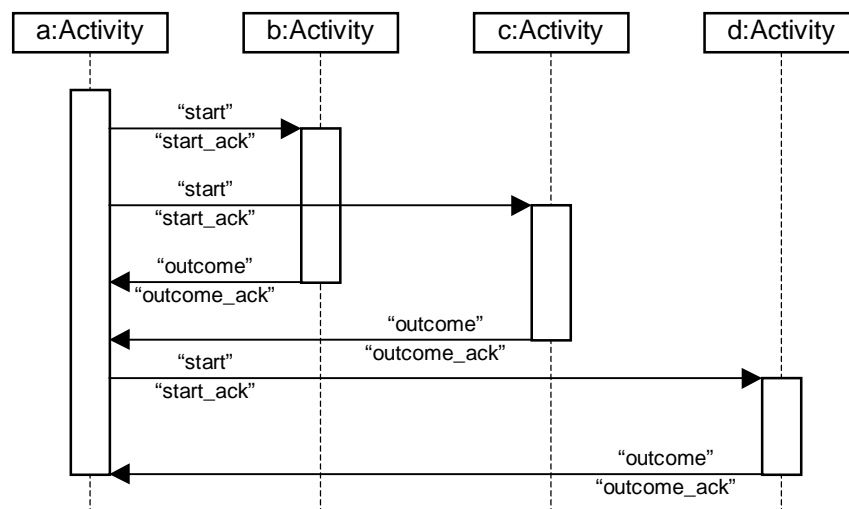 a:Activity
b:Activity
c:Activity
d:Activity
“start”
“start_ack”
“start”
“start_ack”
“outcome”
“outcome_ack”
“outcome”
“outcome_ack”
“start”
“start_ack”
“outcome”
“outcome_ack”